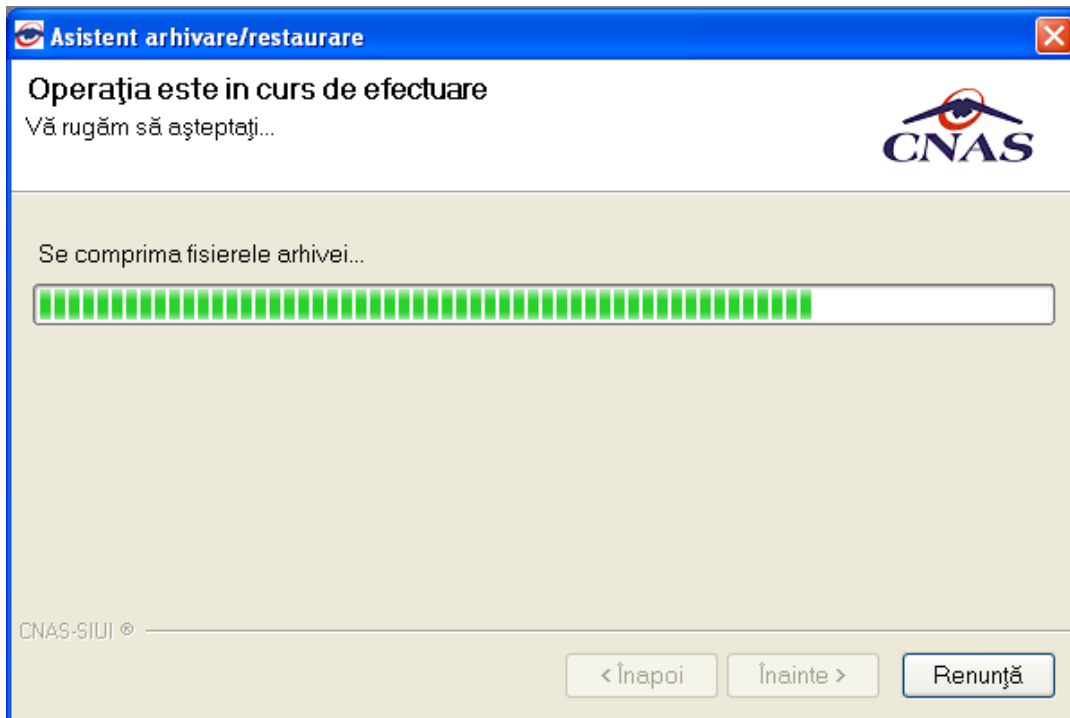 Asistent arhivare/restaurare
Operaţia este in curs de efectuare
Vă rugăm să aşteptaţi...
CNAS
Se comprima fisierele arhivei...
CNAS-SIUI ®
< Înapoi
Înainte >
Renunţă